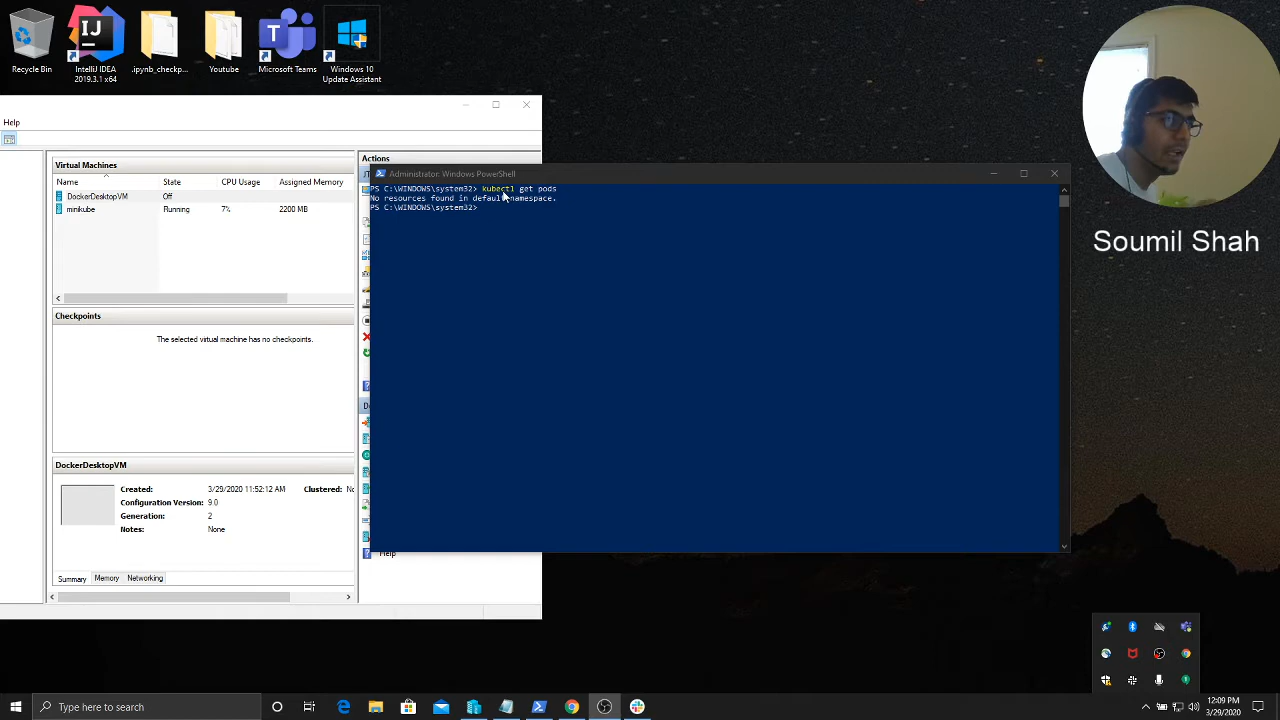 Recycle Bin
IntelliJ IDEA
2019.3.1 x64
.ipynb_checkp...
Youtube
Microsoft Teams
Windows 10
Update Assistant
Help
Virtual Machines
Name
State
CPU Usage
Assigned Memory
DockerDesktopVM
Off
minikube
Running
7%
2200 MB
Checkpoints
The selected virtual machine has no checkpoints.
DockerDesktopVM
Created:
3/29/2020 11:52:12 AM
Clustered:
Configuration Version:
9.0
Generation:
2
Notes:
None
Summary
Memory
Networking
Actions
Help
Administrator: Windows PowerShell
PS C:\WINDOWS\system32> kubectl get pods
No resources found in default namespace.
PS C:\WINDOWS\system32>
Soumil Shah
Type here to search
12:09 PM
3/29/2020